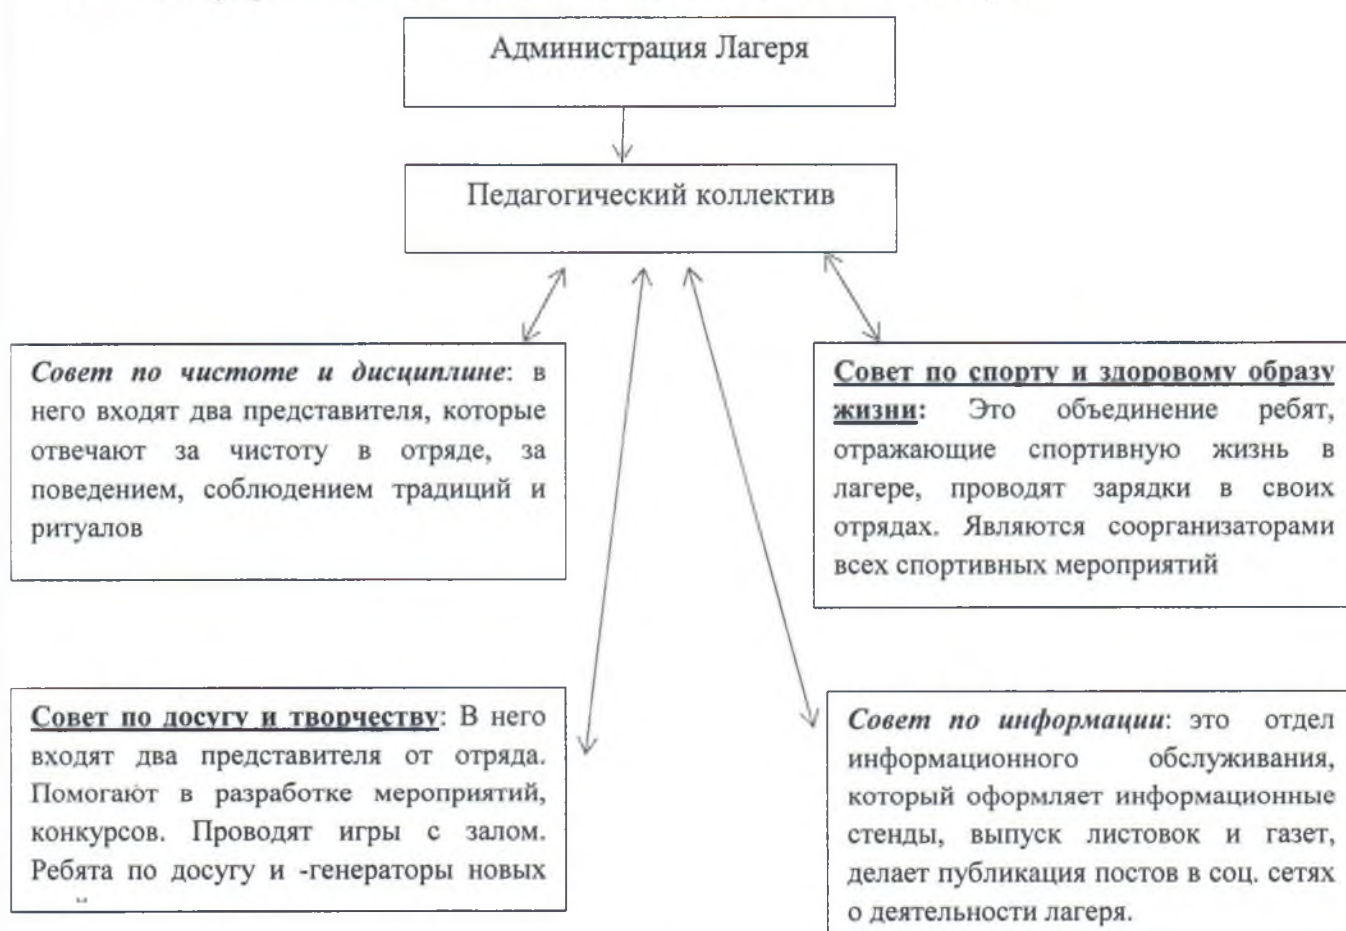 Администрация Лагеря
Педагогический коллектив
Совет по чистоте и дисциплине: в
него входят два представителя, которые
отвечают за чистоту в отряде, за
поведением, соблюдением традиций и
ритуалов
Совет по спорту и здоровому образу
жизни: Это объединение ребят,
отражающие спортивную жизнь в
лагере, проводят зарядки в своих
отрядах. Являются соорганизаторами
всех спортивных мероприятий
Совет по досугу и творчеству: В него
входят два представителя от отряда.
Помогают в разработке мероприятий,
конкурсов. Проводят игры с залом.
Ребята по досугу и -генераторы новых
Совет по информации: это отдел
информационного обслуживания,
который оформляет информационные
стенды, выпуск листовок и газет,
делает публикация постов в соц. сетях
о деятельности лагеря.